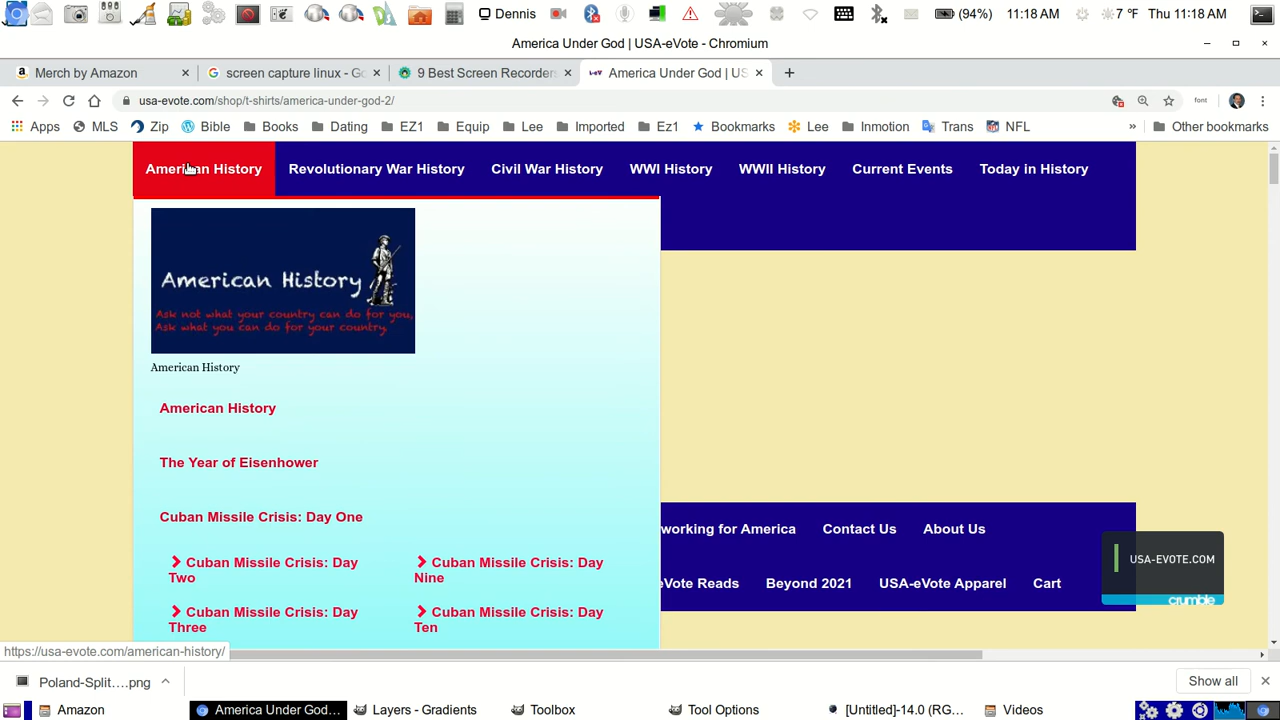 Dennis
(94%)
11:18 AM
7 °F
Thu 11:18 AM
America Under God | USA-eVote - Chromium
Merch by Amazon
screen capture linux - Go
9 Best Screen Recorders
America Under God | US
usa-evote.com/shop/t-shirts/america-under-god-2/
font
Apps
MLS
Zip
Bible
Books
Dating
EZ1
Equip
Lee
Imported
Ez1
Bookmarks
Lee
Inmotion
Trans
NFL
Other bookmarks
American History
Revolutionary War History
Civil War History
WWI History
WWII History
Current Events
Today in History
American History
Ask not what your country can do for you,
Ask what you can do for your country.
American History
American History
The Year of Eisenhower
Cuban Missile Crisis: Day One
Cuban Missile Crisis: Day
Two
Cuban Missile Crisis: Day
Nine
Cuban Missile Crisis: Day
Three
Cuban Missile Crisis: Day
Ten
working for America
Contact Us
About Us
eVote Reads
Beyond 2021
USA-eVote Apparel
Cart
USA-EVOTE.COM
crumble
https://usa-evote.com/american-history/
Poland-Split....png
Show all
Amazon
America Under God...
Layers - Gradients
Toolbox
Tool Options
[Untitled]-14.0 (RG...
Videos